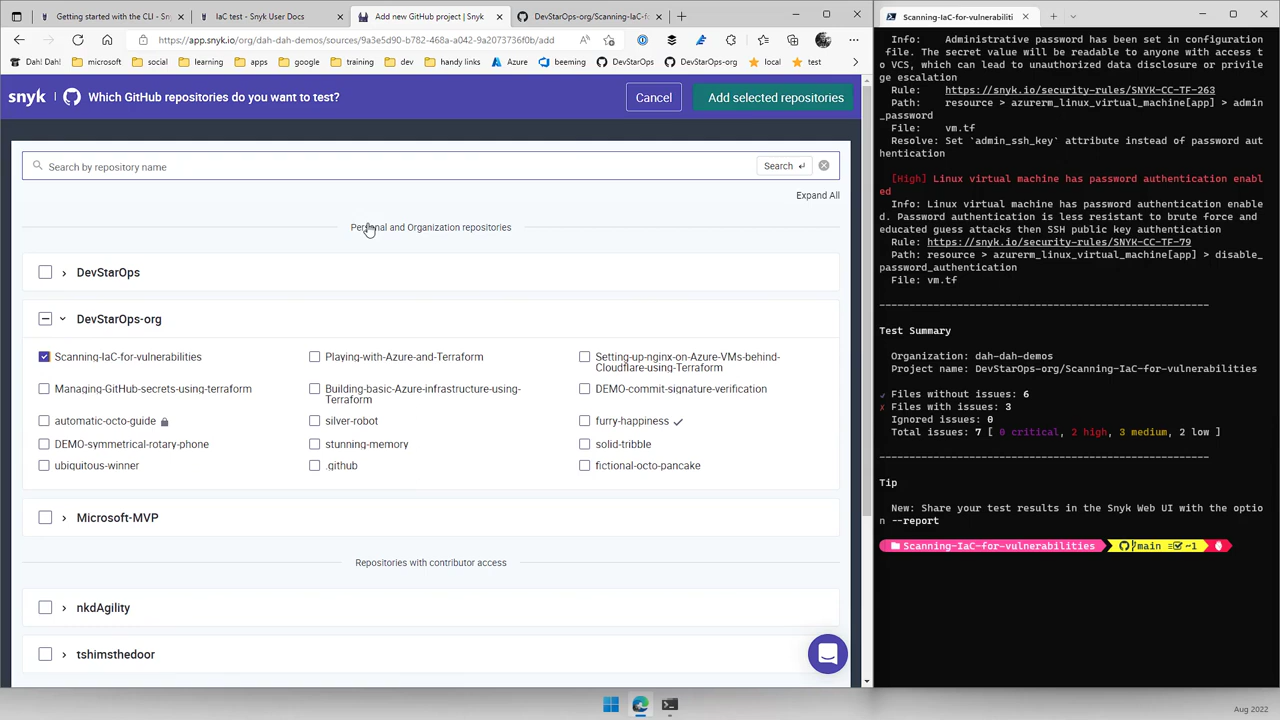 Getting started with the CLI - Sn
IaC test - Snyk User Docs
Add new GitHub project | Snyk
DevStarOps-org/Scanning-IaC-fo
https://app.snyk.io/org/dah-dah-demos/sources/9a3e5d90-b782-468a-a042-9a2073736f0b/add
Dah! Dah!
microsoft
social
learning
apps
google
training
dev
handy links
Azure
beeming
DevStarOps
DevStarOps-org
local
test
snyk
Which GitHub repositories do you want to test?
Cancel
Add selected repositories
Search by repository name
Search
Expand All
Personal and Organization repositories
DevStarOps
DevStarOps-org
Scanning-IaC-for-vulnerabilities
Playing-with-Azure-and-Terraform
Setting-up-nginx-on-Azure-VMs-behind-
Cloudflare-using-Terraform
Managing-GitHub-secrets-using-terraform
Building-basic-Azure-infrastructure-using-
Terraform
DEMO-commit-signature-verification
automatic-octo-guide
silver-robot
furry-happiness
DEMO-symmetrical-rotary-phone
stunning-memory
solid-tribble
ubiquitous-winner
.github
fictional-octo-pancake
Microsoft-MVP
Repositories with contributor access
nkdAgility
tshimsthedoor
Scanning-IaC-for-vulnerabiliti
Info: Administrative password has been set in configuration
file. The secret value will be readable to anyone with access t
o VCS, which can lead to unauthorized data disclosure or privile
ge escalation
Rule: https://snyk.io/security-rules/SNYK-CC-TF-263
Path: resource > azurerm_linux_virtual_machine[app] > admin
_password
File: vm.tf
Resolve: Set `admin_ssh_key` attribute instead of password aut
hentication
[High] Linux virtual machine has password authentication enabl
ed
Info: Linux virtual machine has password authentication enable
d. Password authentication is less resistant to brute force and
educated guess attacks then SSH public key authentication
Rule: https://snyk.io/security-rules/SNYK-CC-TF-79
Path: resource > azurerm_linux_virtual_machine[app] > disable_
password_authentication
File: vm.tf
Test Summary
Organization: dah-dah-demos
Project name: DevStarOps-org/Scanning-IaC-for-vulnerabilities
✓ Files without issues: 6
✗ Files with issues: 3
Ignored issues: 0
Total issues: 7 [ 0 critical, 2 high, 3 medium, 2 low ]
Tip
New: Share your test results in the Snyk Web UI with the optio
n --report
Scanning-IaC-for-vulnerabilities
main ≡ ~1
Aug 2022